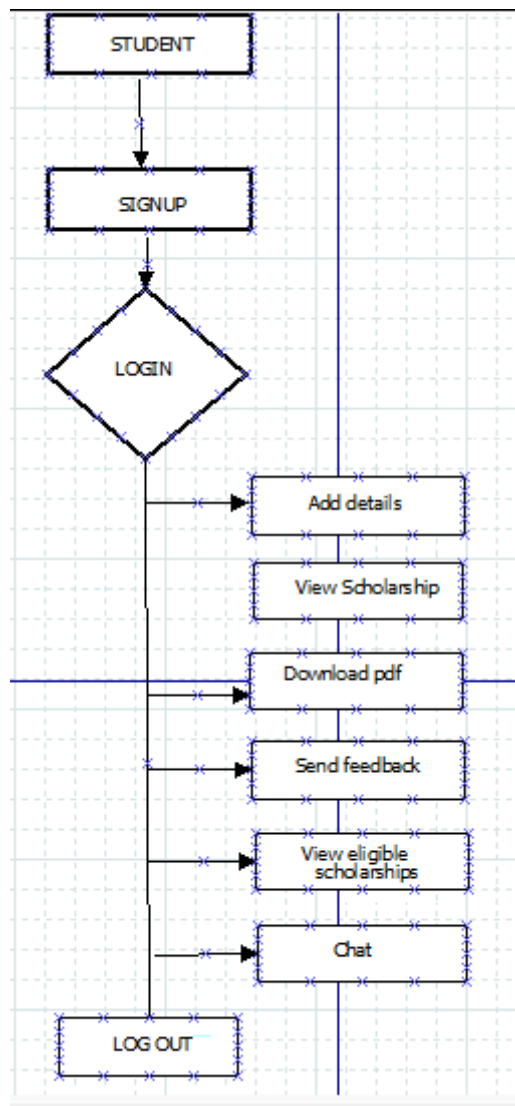 STUDENT
SIGNUP
LOGIN
Add details
View Scholarship
Download pdf
Send feedback
View eligible
scholarships
Chat
LOG OUT